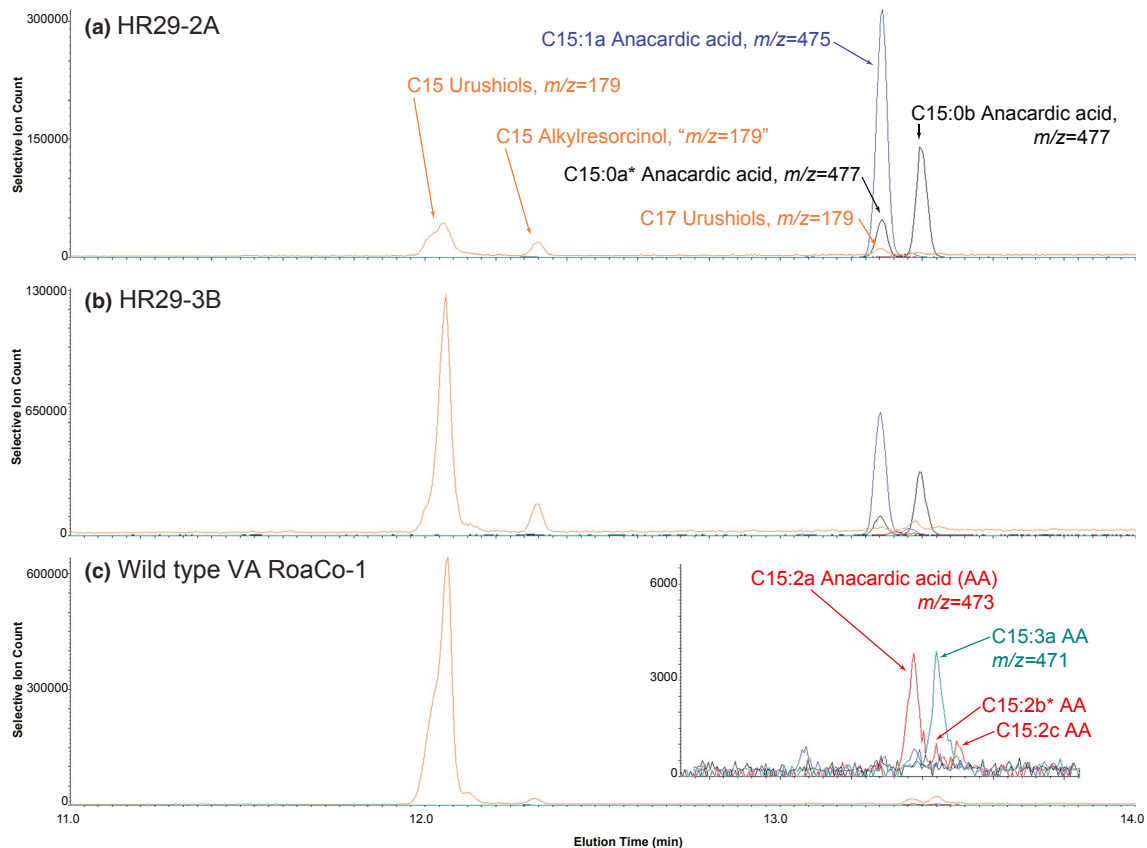 (a) HR29-2A
300000
150000
0
Selective Ion Count
C15:1a Anacardic acid, m/z=475
C15 Urushiols, m/z=179
C15:0b Anacardic acid,
m/z=477
C15 Alkylresorcinol, “m/z=179”
C15:0a* Anacardic acid, m/z=477
C17 Urushiols, m/z=179
(b) HR29-3B
130000
650000
0
Selective Ion Count
(c) Wild type VA RoaCo-1
600000
300000
0
Selective Ion Count
6000
3000
0
C15:2a Anacardic acid (AA)
m/z=473
C15:3a AA
m/z=471
C15:2b* AA
C15:2c AA
11.0
12.0
13.0
14.0
Elution Time (min)